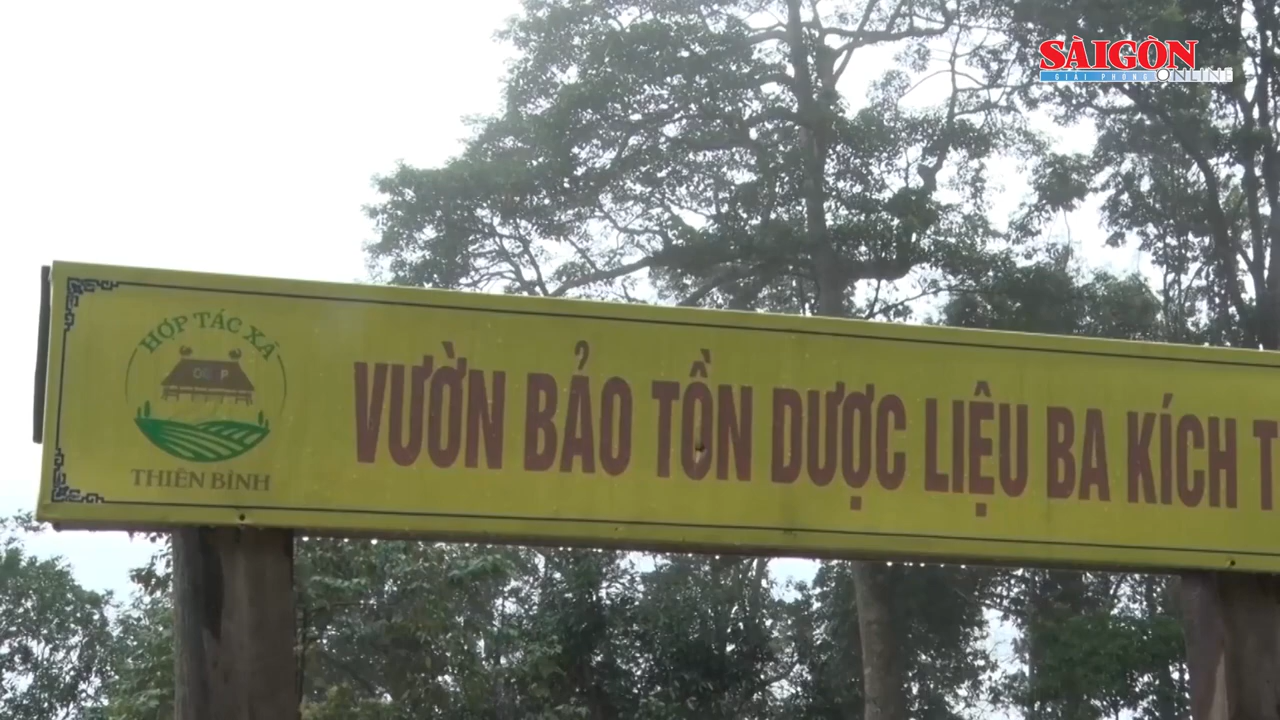 SÀIGÒN
GIẢI PHÓNG ONLINE
HỢP TÁC XÃ
THIÊN BÌNH
VƯỜN BẢO TỒN DƯỢC LIỆU BA KÍCH T